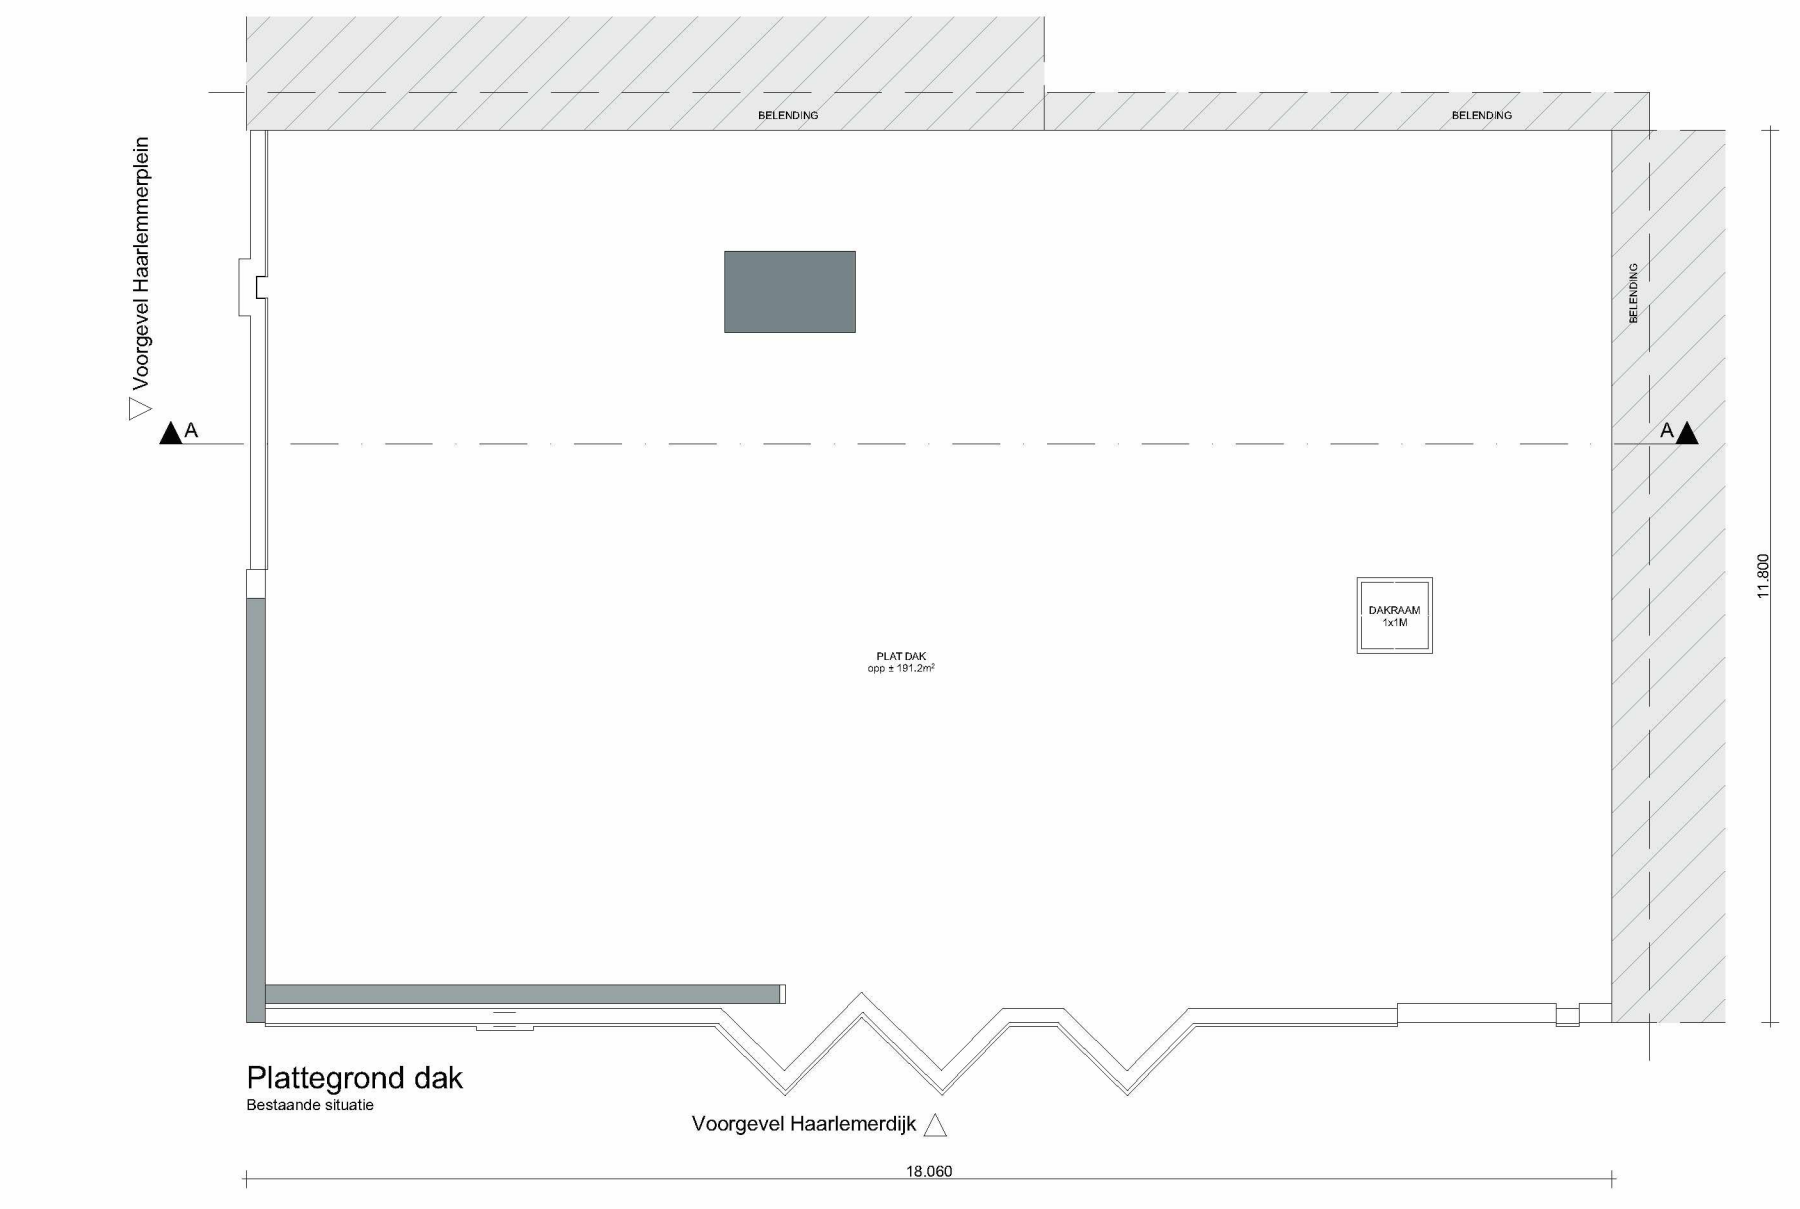 BELENDING
BELENDING
Voorgevel Haarlemmerplein
BELENDING
A
A
11.800
DAKRAAM
1x1M
PLAT DAK
opp ± 191.2m²
Plattegrond dak
Bestaande situatie
Voorgevel Haarlemerdijk
18.060